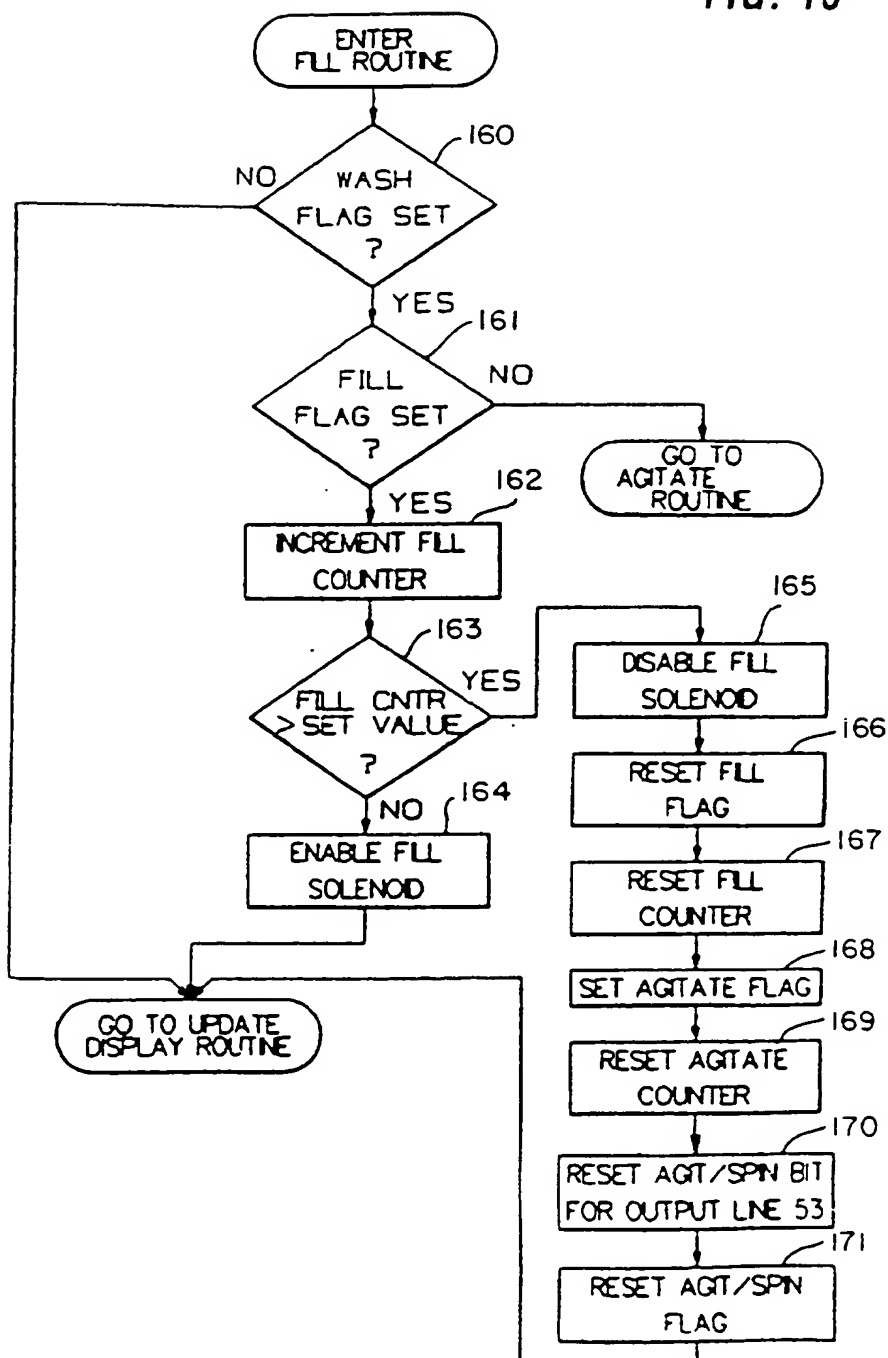 FIG. 
ENTER
FILL ROUTINE
160
NO
WASH
FLAG SET
?
YES
161
FILL
FLAG SET
?
NO
GO TO
AGITATE
ROUTINE
YES
162
INCREMENT FILL
COUNTER
163
FILL CNTR
> SET VALUE
?
YES
NO
164
ENABLE FILL
SOLENOID
GO TO UPDATE
DISPLAY ROUTINE
165
DISABLE FILL
SOLENOID
166
RESET FILL
FLAG
167
RESET FILL
COUNTER
168
SET AGITATE FLAG
169
RESET AGITATE
COUNTER
170
RESET AGIT/SPIN BIT
FOR OUTPUT LINE 53
171
RESET AGIT/SPIN
FLAG